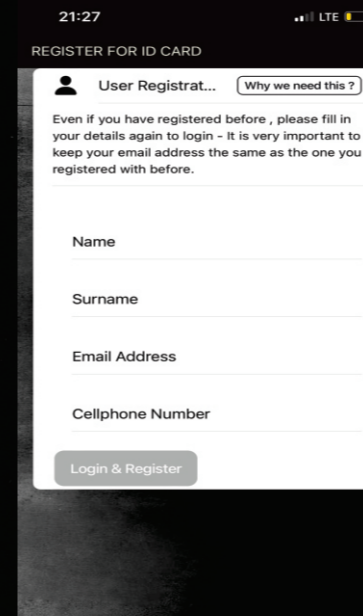 21:27 LTE
REGISTER FOR ID CARD
User Registrat... Why we need this ?
Even if you have registered before , please fill in
your details again to login - It is very important to
keep your email address the same as the one you
registered with before.
Name
Surname
Email Address
Cellphone Number
Login & Register